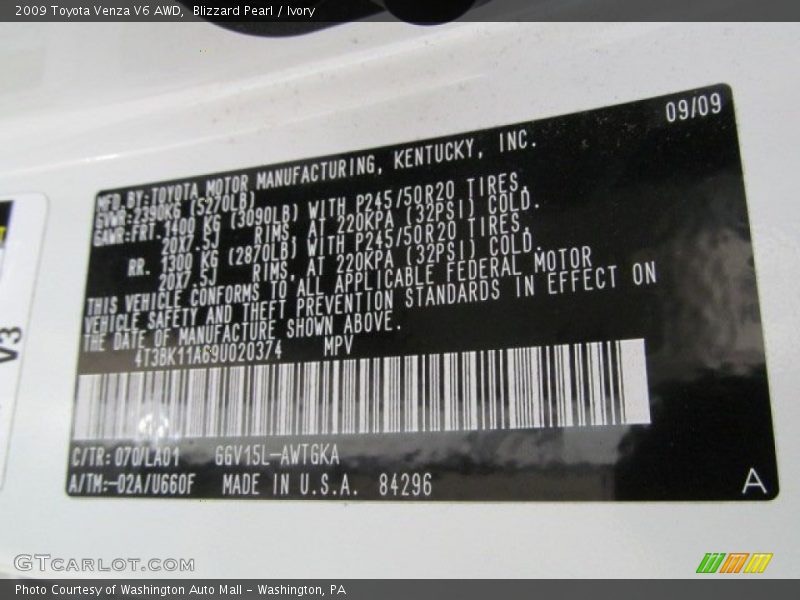 2009 Toyota Venza V6 AWD, Blizzard Pearl / Ivory
09/09
MFD. BY: TOYOTA MOTOR MANUFACTURING, KENTUCKY, INC.
GVWR: 2390KG (5270LB)
GAWR: FRT. 1400 KG (3090LB) WITH P245/50R20 TIRES,
20X7.5J RIMS, AT 220KPA (32PSI) COLD.
RR. 1300 KG (2870LB) WITH P245/50R20 TIRES,
20X7.5J RIMS, AT 220KPA (32PSI) COLD.
THIS VEHICLE CONFORMS TO ALL APPLICABLE FEDERAL MOTOR
VEHICLE SAFETY AND THEFT PREVENTION STANDARDS IN EFFECT ON
THE DATE OF MANUFACTURE SHOWN ABOVE.
4T3BK11A69U020374 MPV
C/TR: 070/LA01 GGV15L-AWTGKA
A/TM:-02A/U660F MADE IN U.S.A. 84296
A
V3
GTCARLOT.COM
Photo Courtesy of Washington Auto Mall - Washington, PA